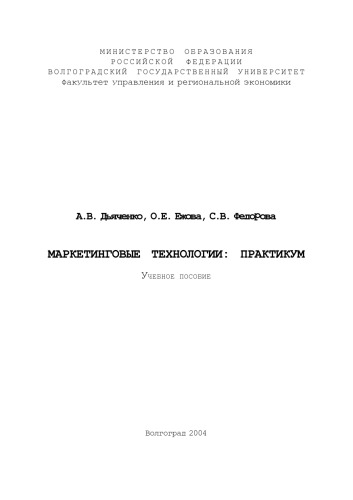 МИНИСТЕРСТВО ОБРАЗОВАНИЯ
РОССИЙСКОЙ ФЕДЕРАЦИИ
ВОЛГОГРАДСКИЙ ГОСУДАРСТВЕННЫЙ УНИВЕРСИТЕТ
Факультет управления и региональной экономики
А.В. Дьяченко, О.Е. Ежова, С.В. Федорова
МАРКЕТИНГОВЫЕ ТЕХНОЛОГИИ: ПРАКТИКУМ
Учебное пособие
Волгоград 2004